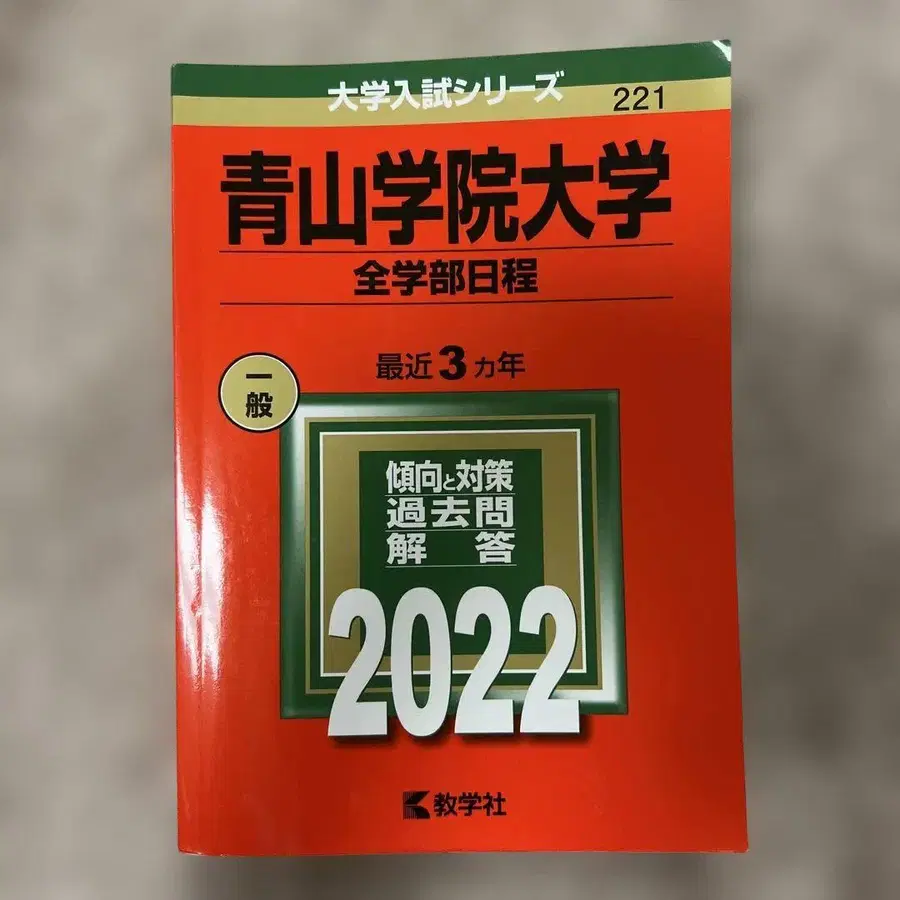 大学入試シリーズ
221
青山学院大学
全学部日程
最近3カ年
一般
傾向と対策
過去問
解答
2022
教学社